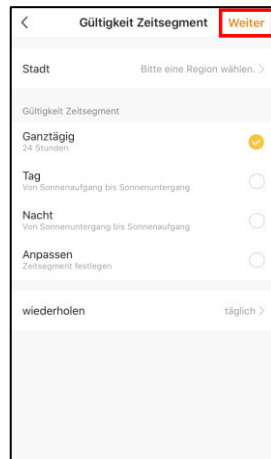 Gültigkeit Zeitsegment Weiter
Stadt Bitte eine Region wählen.
Gültigkeit Zeitsegment
Ganztägig
24 Stunden
Tag
Von Sonnenaufgang bis Sonnenuntergang
Nacht
Von Sonnenuntergang bis Sonnenaufgang
Anpassen
Zeitsegment festlegen
wiederholen täglich